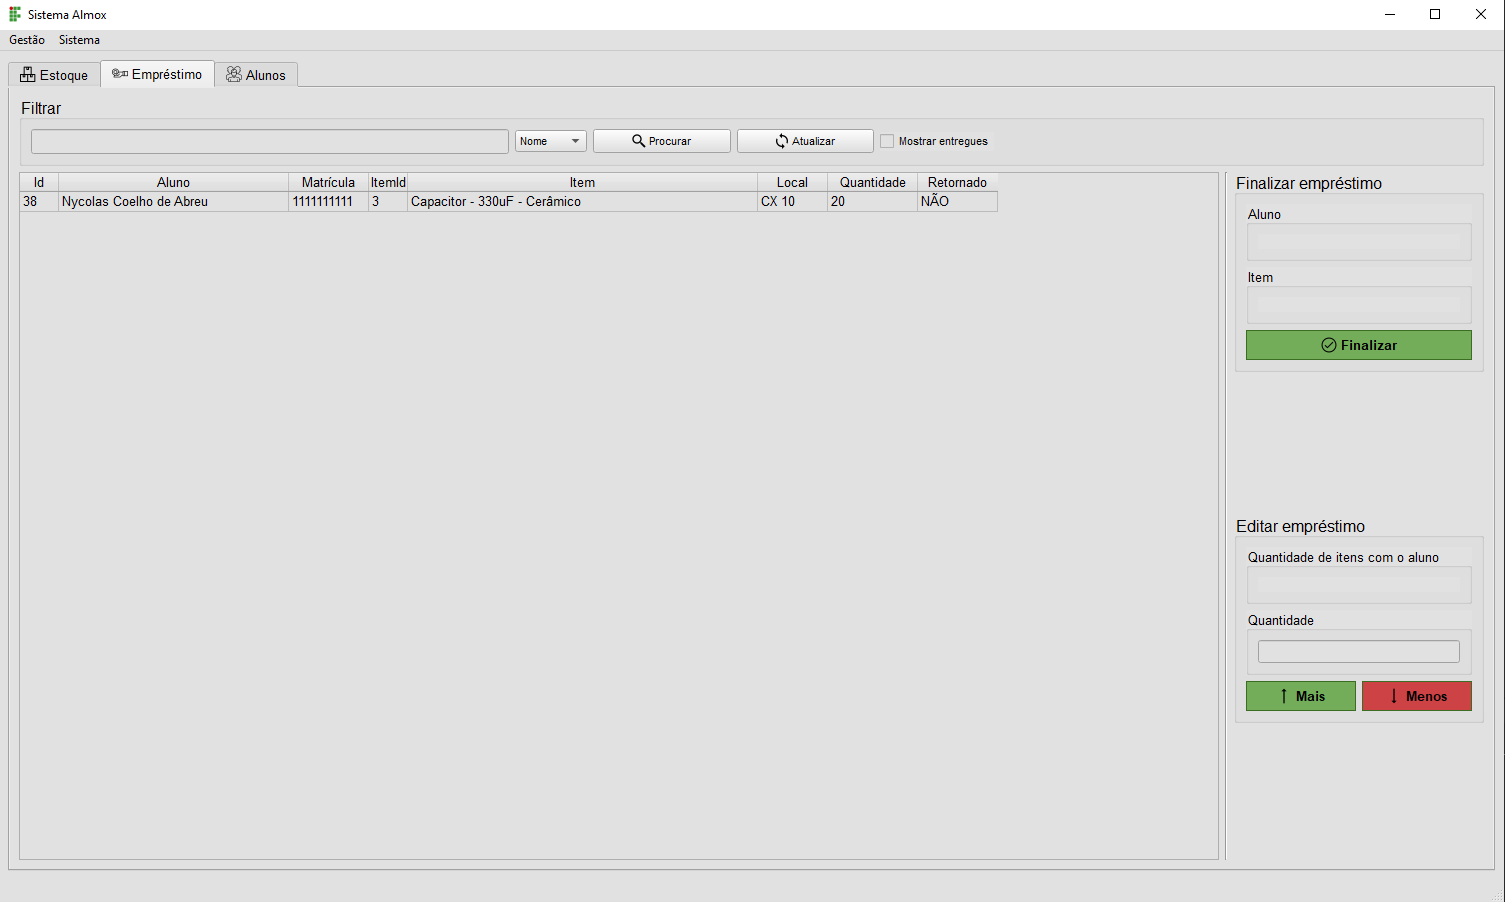 Sistema Almox
Gestão Sistema
Estoque Empréstimo Alunos
Filtrar
Nome Procurar Atualizar Mostrar entregues
Id Aluno Matrícula ItemId Item Local Quantidade Retornado
38 Nycolas Coelho de Abreu 1111111111 3 Capacitor - 330uF - Cerâmico CX 10 20 NÃO
Finalizar empréstimo
Aluno
Item
Finalizar
Editar empréstimo
Quantidade de itens com o aluno
Quantidade
Mais Menos